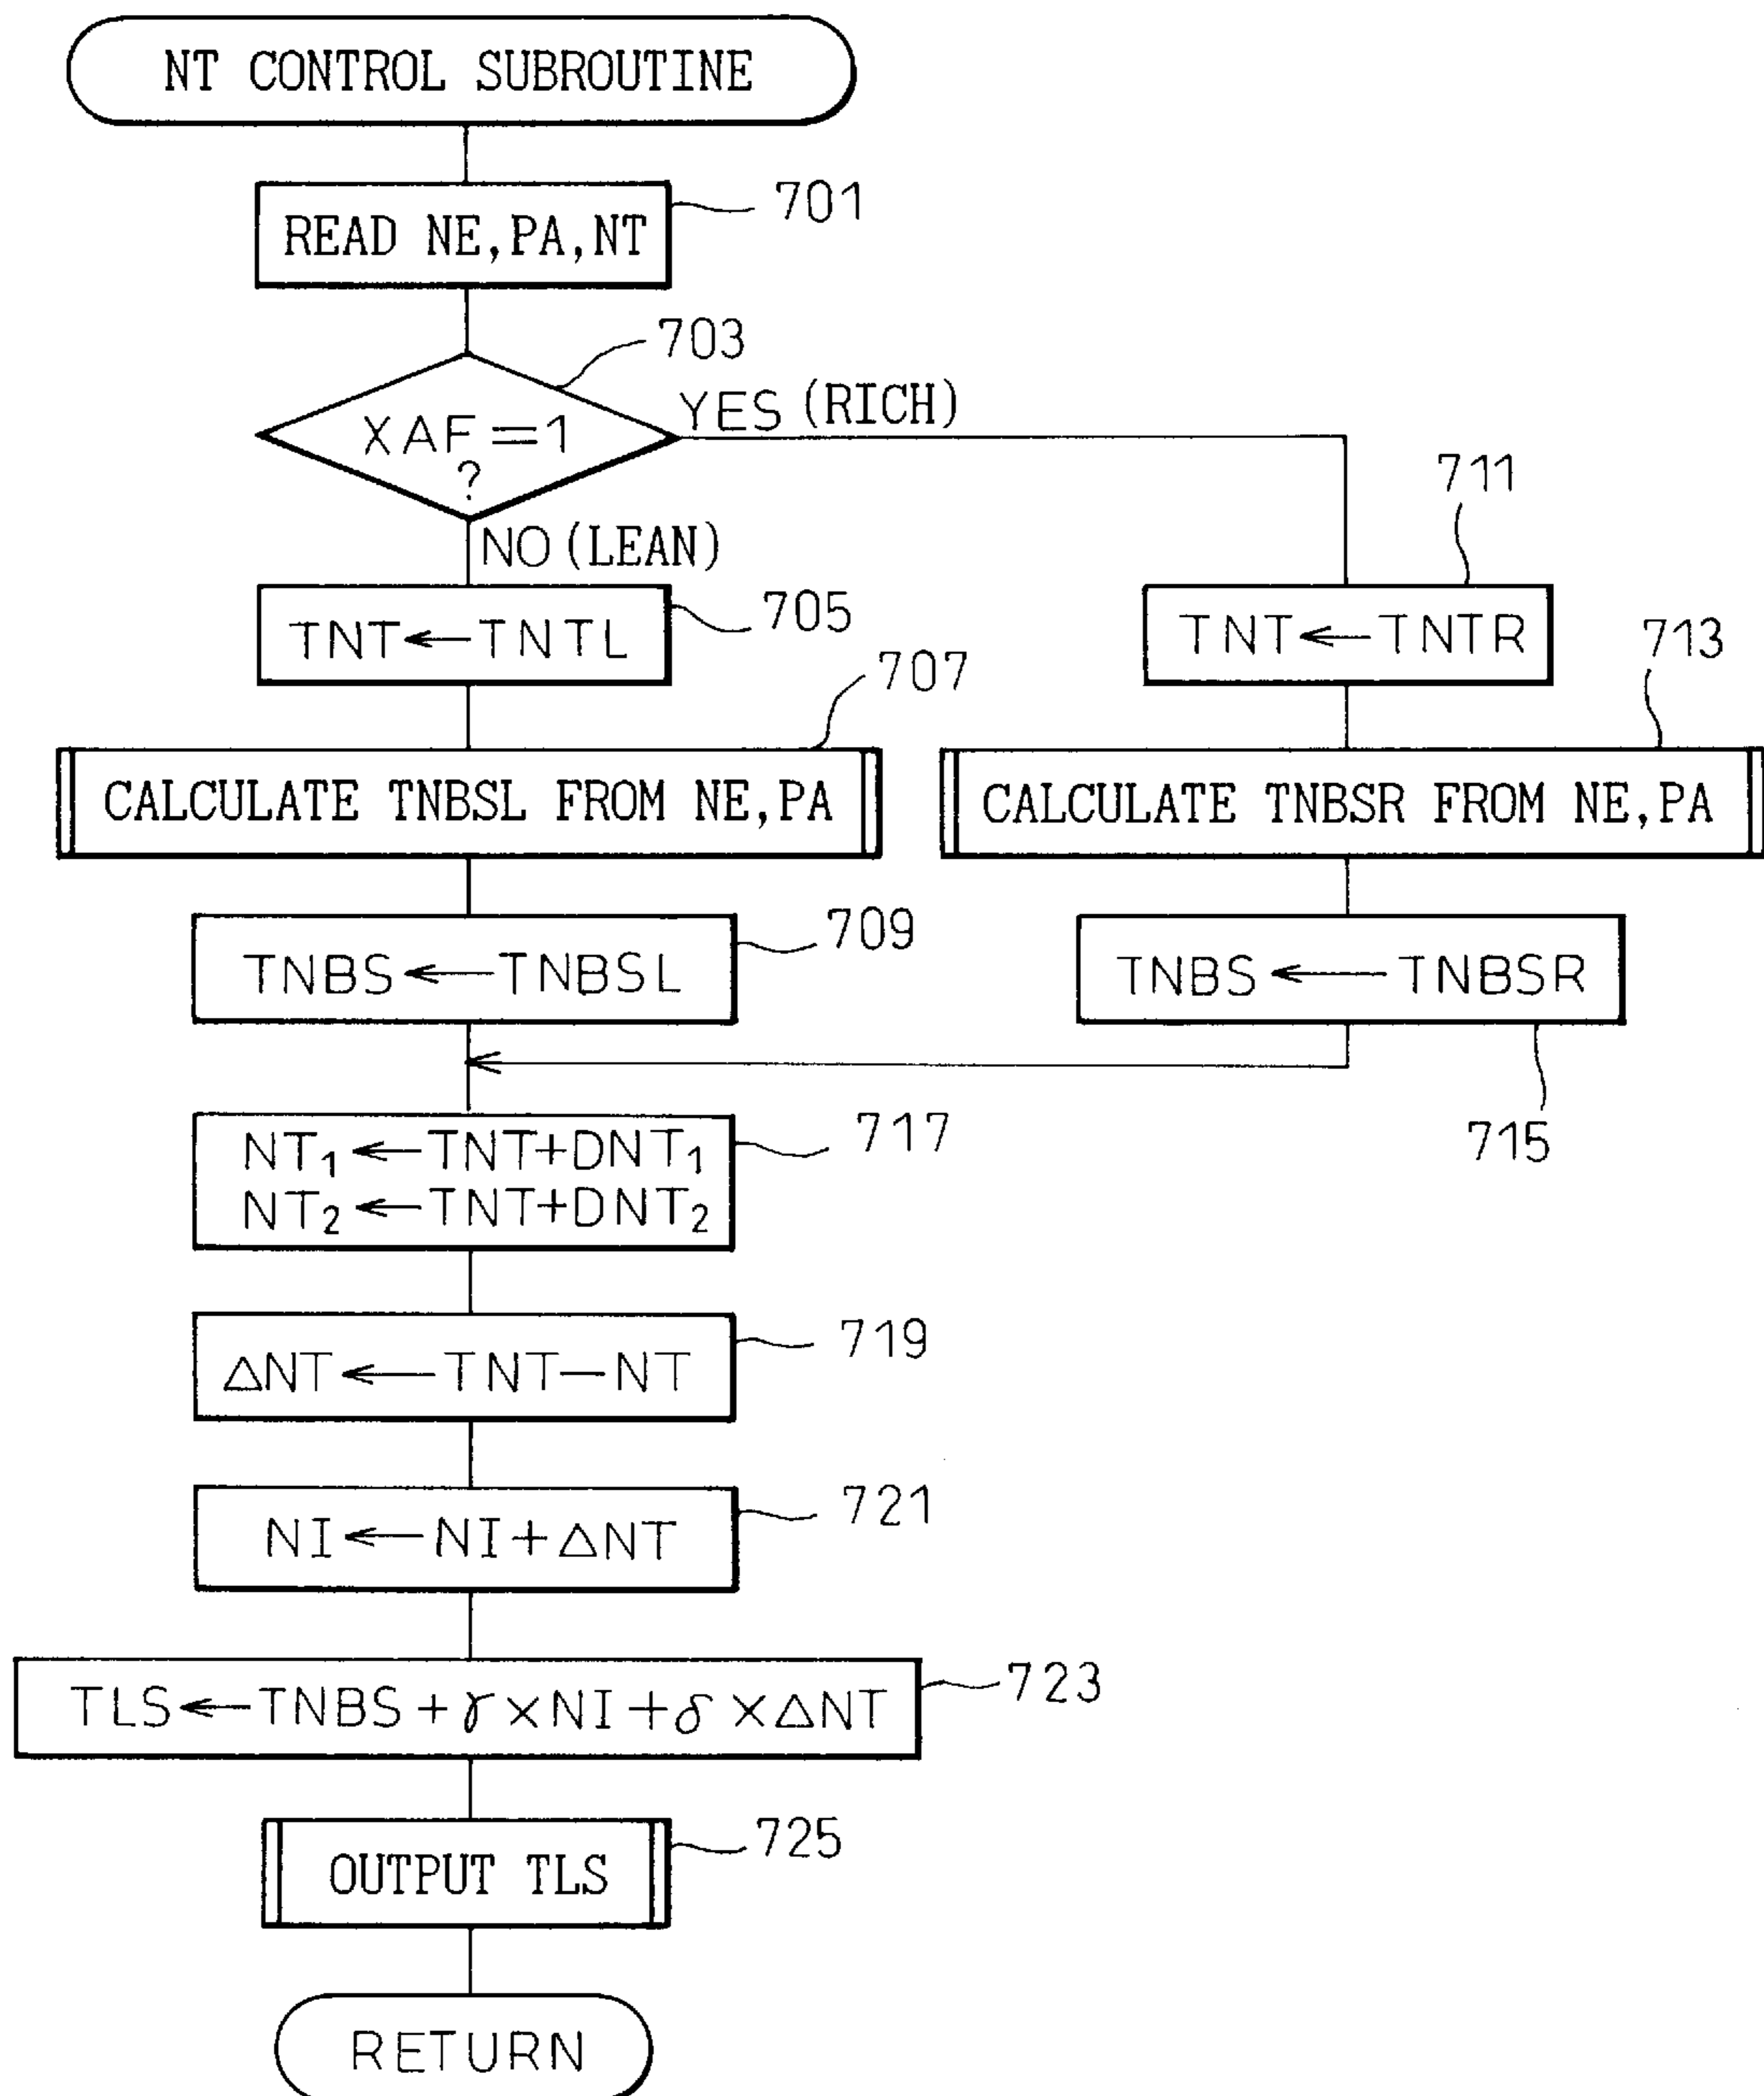 NT CONTROL SUBROUTINE
READ NE,PA,NT
701
703
XAF=1
?
YES (RICH)
NO (LEAN)
TNT←TNTL
705
711
TNT←TNTR
707
CALCULATE TNBSL FROM NE,PA
713
CALCULATE TNBSR FROM NE,PA
TNBS←TNBSL
709
TNBS←TNBSR
715
NT₁←TNT+DNT₁
NT₂←TNT+DNT₂
717
△NT←TNT−NT
719
NI←NI+△NT
721
TLS←TNBS+γ×NI+δ×△NT
723
OUTPUT TLS
725
RETURN